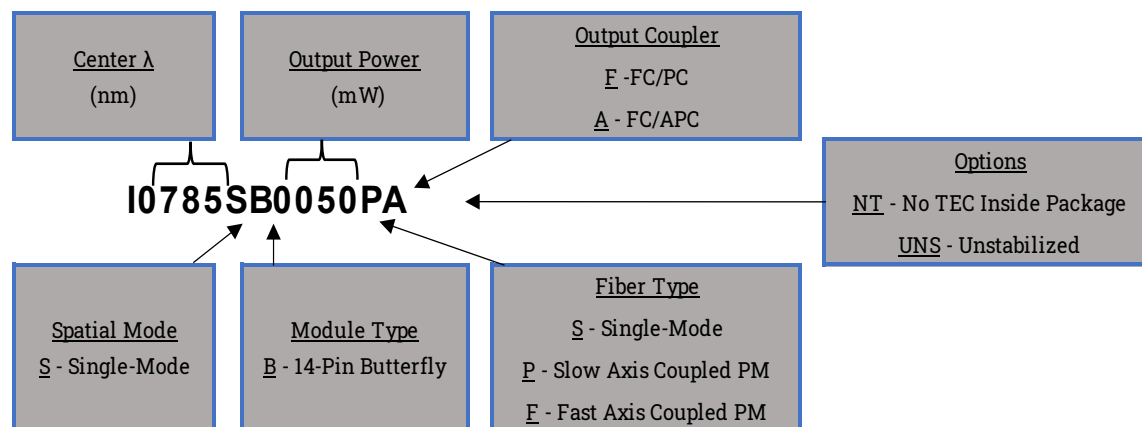 Center λ
(nm)
Output Power
(mW)
Output Coupler
F -FC/PC
A - FC/APC
Options
NT - No TEC Inside Package
UNS - Unstabilized
I0785SB0050PA
Spatial Mode
S - Single-Mode
Module Type
B - 14-Pin Butterfly
Fiber Type
S - Single-Mode
P - Slow Axis Coupled PM
F - Fast Axis Coupled PM